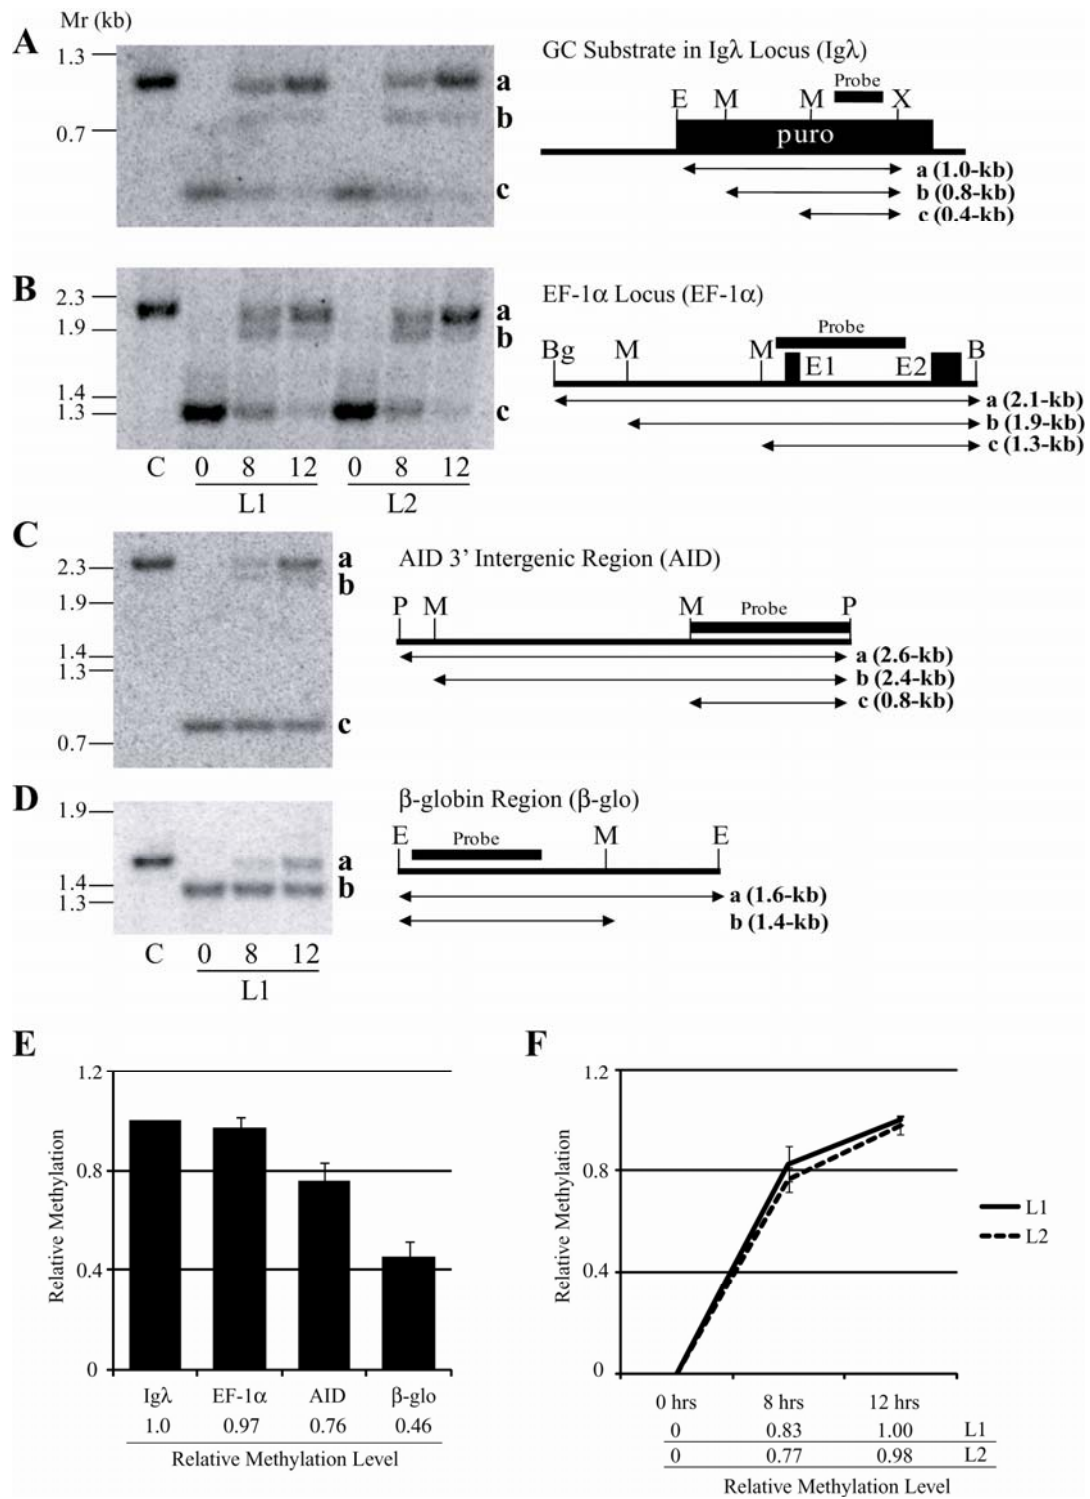 Mr (kb)
A
1.3
0.7
a
b
c
GC Substrate in Igλ Locus (Igλ)
Probe
E M M X
puro
a (1.0-kb)
b (0.8-kb)
c (0.4-kb)
B
2.3
1.9
1.4
1.3
a
b
c
C 0 8 12 0 8 12
L1 L2
EF-1α Locus (EF-1α)
Probe
Bg M M E1 E2 B
a (2.1-kb)
b (1.9-kb)
c (1.3-kb)
C
2.3
1.9
1.4
1.3
0.7
a
b
c
AID 3' Intergenic Region (AID)
P M M Probe P
a (2.6-kb)
b (2.4-kb)
c (0.8-kb)
D
1.9
1.4
1.3
a
b
C 0 8 12
L1
β-globin Region (β-glo)
E Probe M E
a (1.6-kb)
b (1.4-kb)
E
1.2
0.8
0.4
0
Relative Methylation
Igλ EF-1α AID β-glo
1.0 0.97 0.76 0.46
Relative Methylation Level
F
1.2
0.8
0.4
0
Relative Methylation
L1
L2
0 hrs 8 hrs 12 hrs
0 0.83 1.00 L1
0 0.77 0.98 L2
Relative Methylation Level